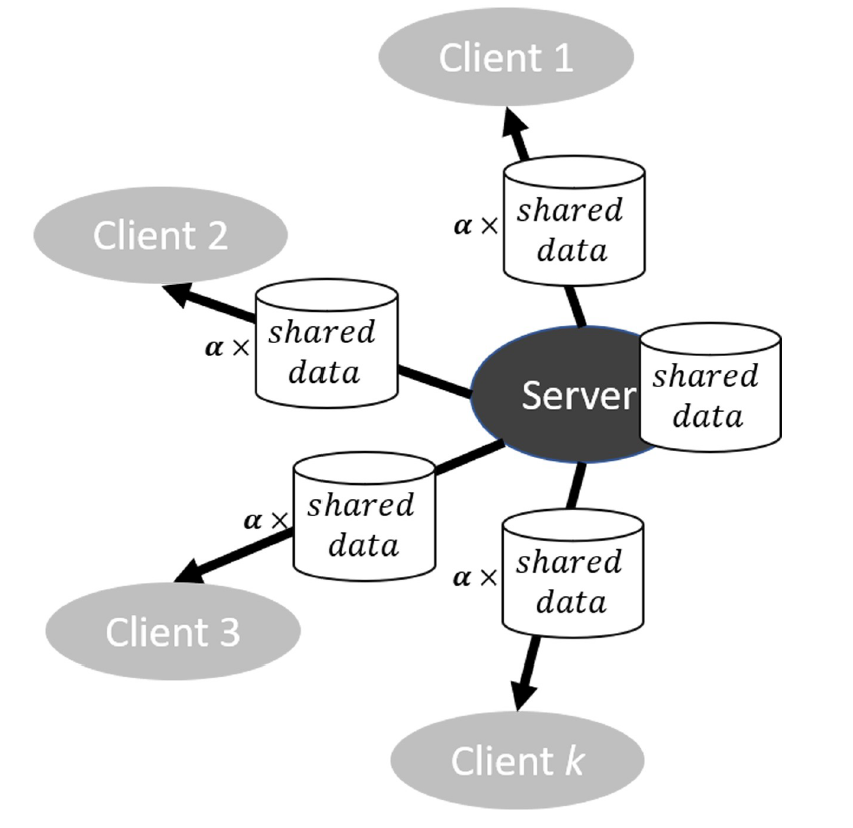 Client 1
α × shared
data
Client 2
α × shared
data
Server
shared
data
α × shared
data
Client 3
α × shared
data
Client k